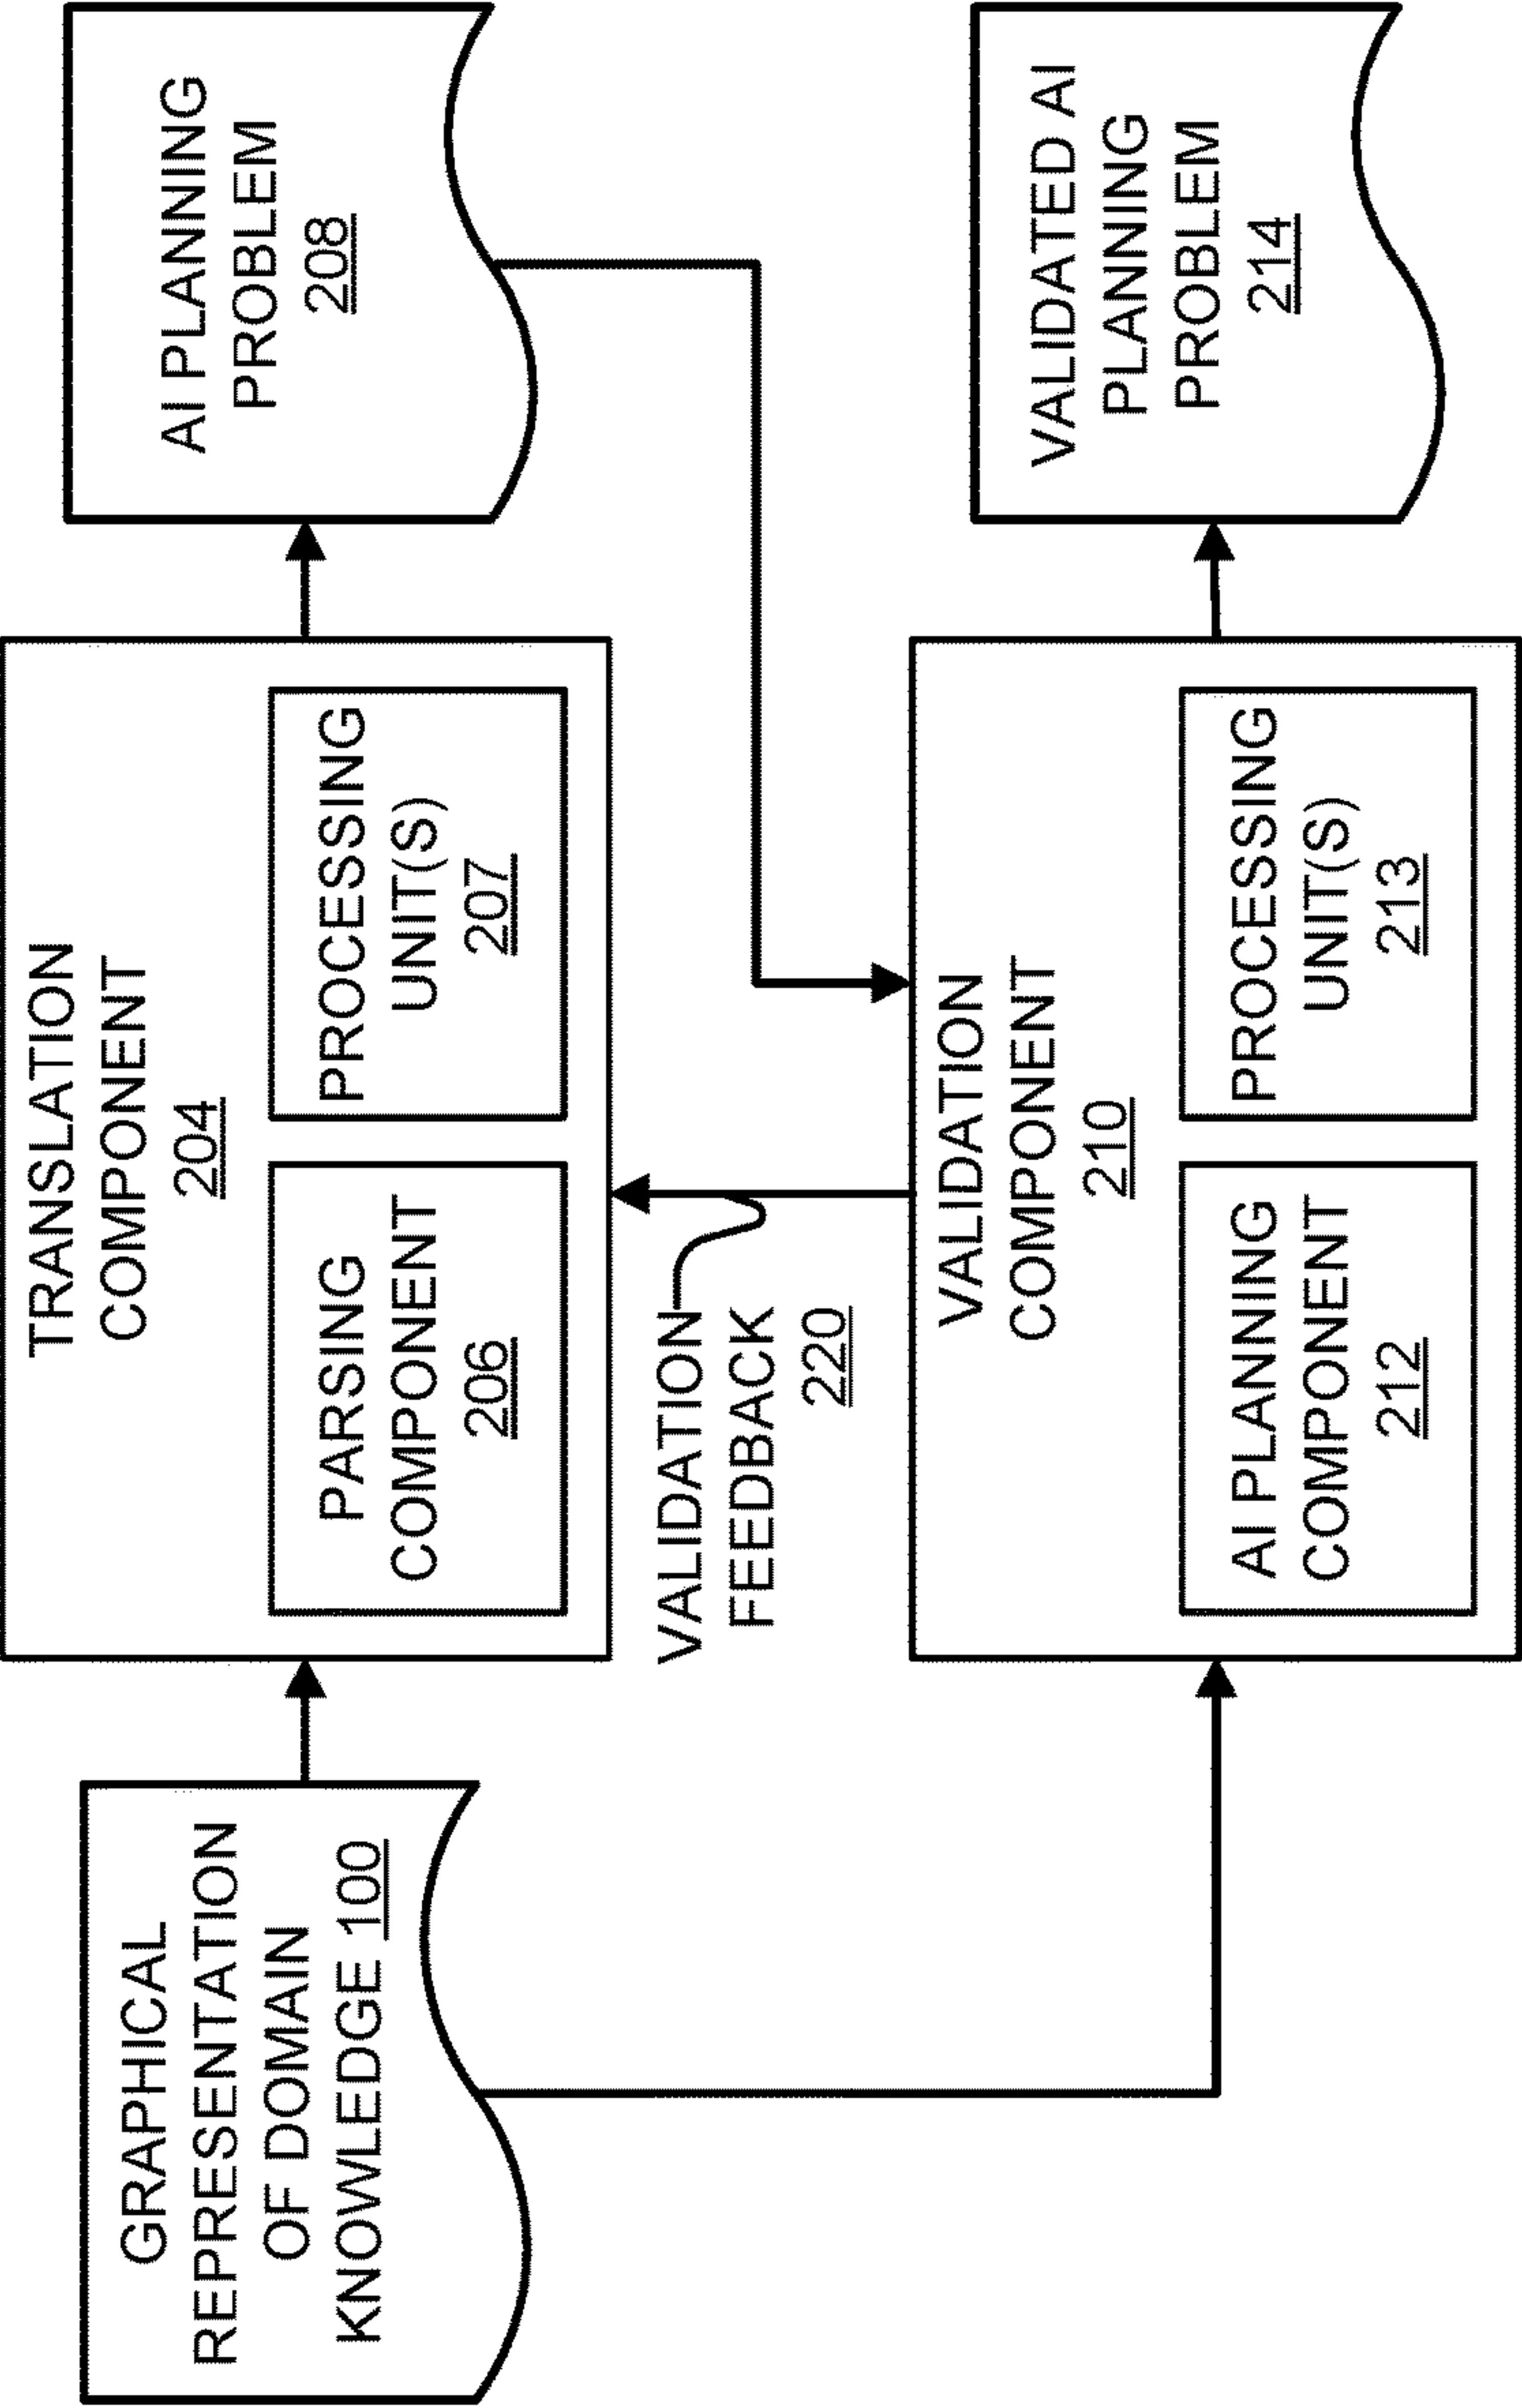 GRAPHICAL
REPRESENTATION
OF DOMAIN
KNOWLEDGE 100
TRANSLATION
COMPONENT
204
PARSING
COMPONENT
206
PROCESSING
UNIT(S)
207
AI PLANNING
PROBLEM
208
VALIDATION
FEEDBACK
220
VALIDATION
COMPONENT
210
AI PLANNING
COMPONENT
212
PROCESSING
UNIT(S)
213
VALIDATED AI
PLANNING
PROBLEM
214